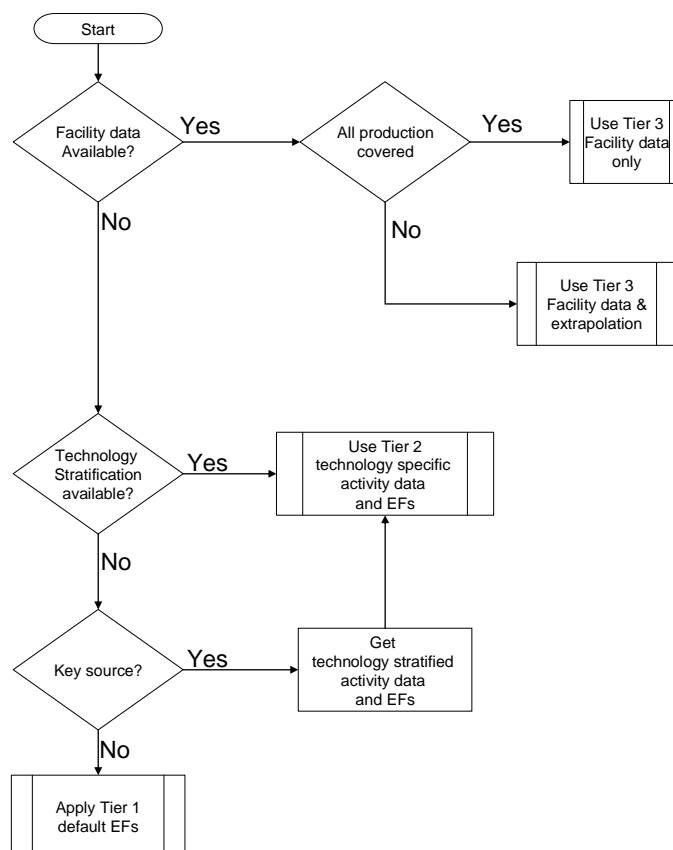 Start
Facility data
Available?
Yes
All production
covered
Yes
Use Tier 3
Facility data
only
No
No
Use Tier 3
Facility data &
extrapolation
Technology
Stratification
available?
Yes
Use Tier 2
technology specific
activity data
and EFs
No
Key source?
Yes
Get
technology stratified
activity data
and EFs
No
Apply Tier 1
default EFs